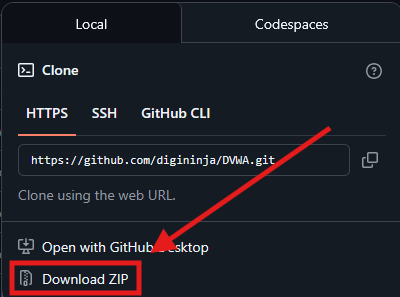 Local Codespaces
Clone
HTTPS SSH GitHub CLI
https://github.com/digininja/DVWA.git
Clone using the web URL.
Open with GitHub Desktop
Download ZIP